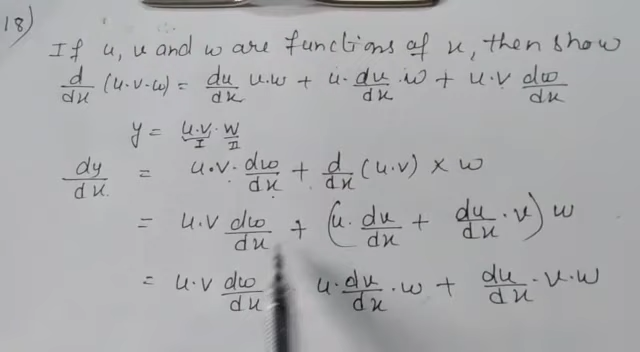 18)
If u, v and w are functions of x, then show
d/dx (u·v·w) = du/dx v·w + u·dv/dx·w + u·v dw/dx
y = u·v · w
I II
dy/dx = u·v·dw/dx + d/dx (u·v) × w
= u·v dw/dx + (u·dv/dx + du/dx·v) w
= u·v dw/dx u·dv/dx·w + du/dx·v·w